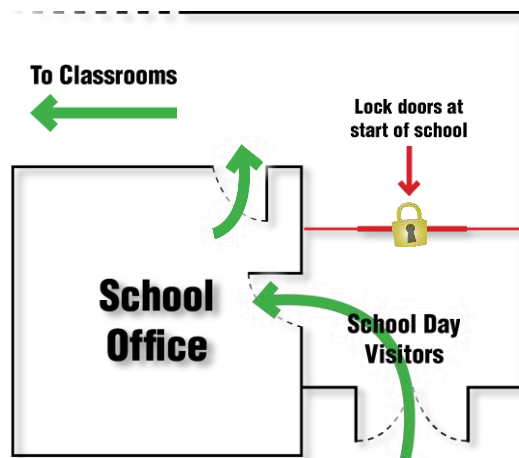 To Classrooms
Lock doors at
start of school
School
Office
School Day
Visitors